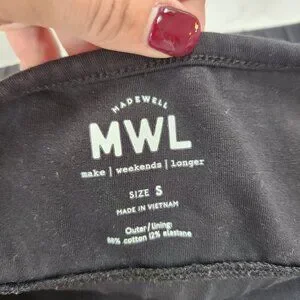 MADEWELL
MWL
make | weekends | longer
SIZE S
MADE IN VIETNAM
Outer/lining:
88% cotton 12% elastane